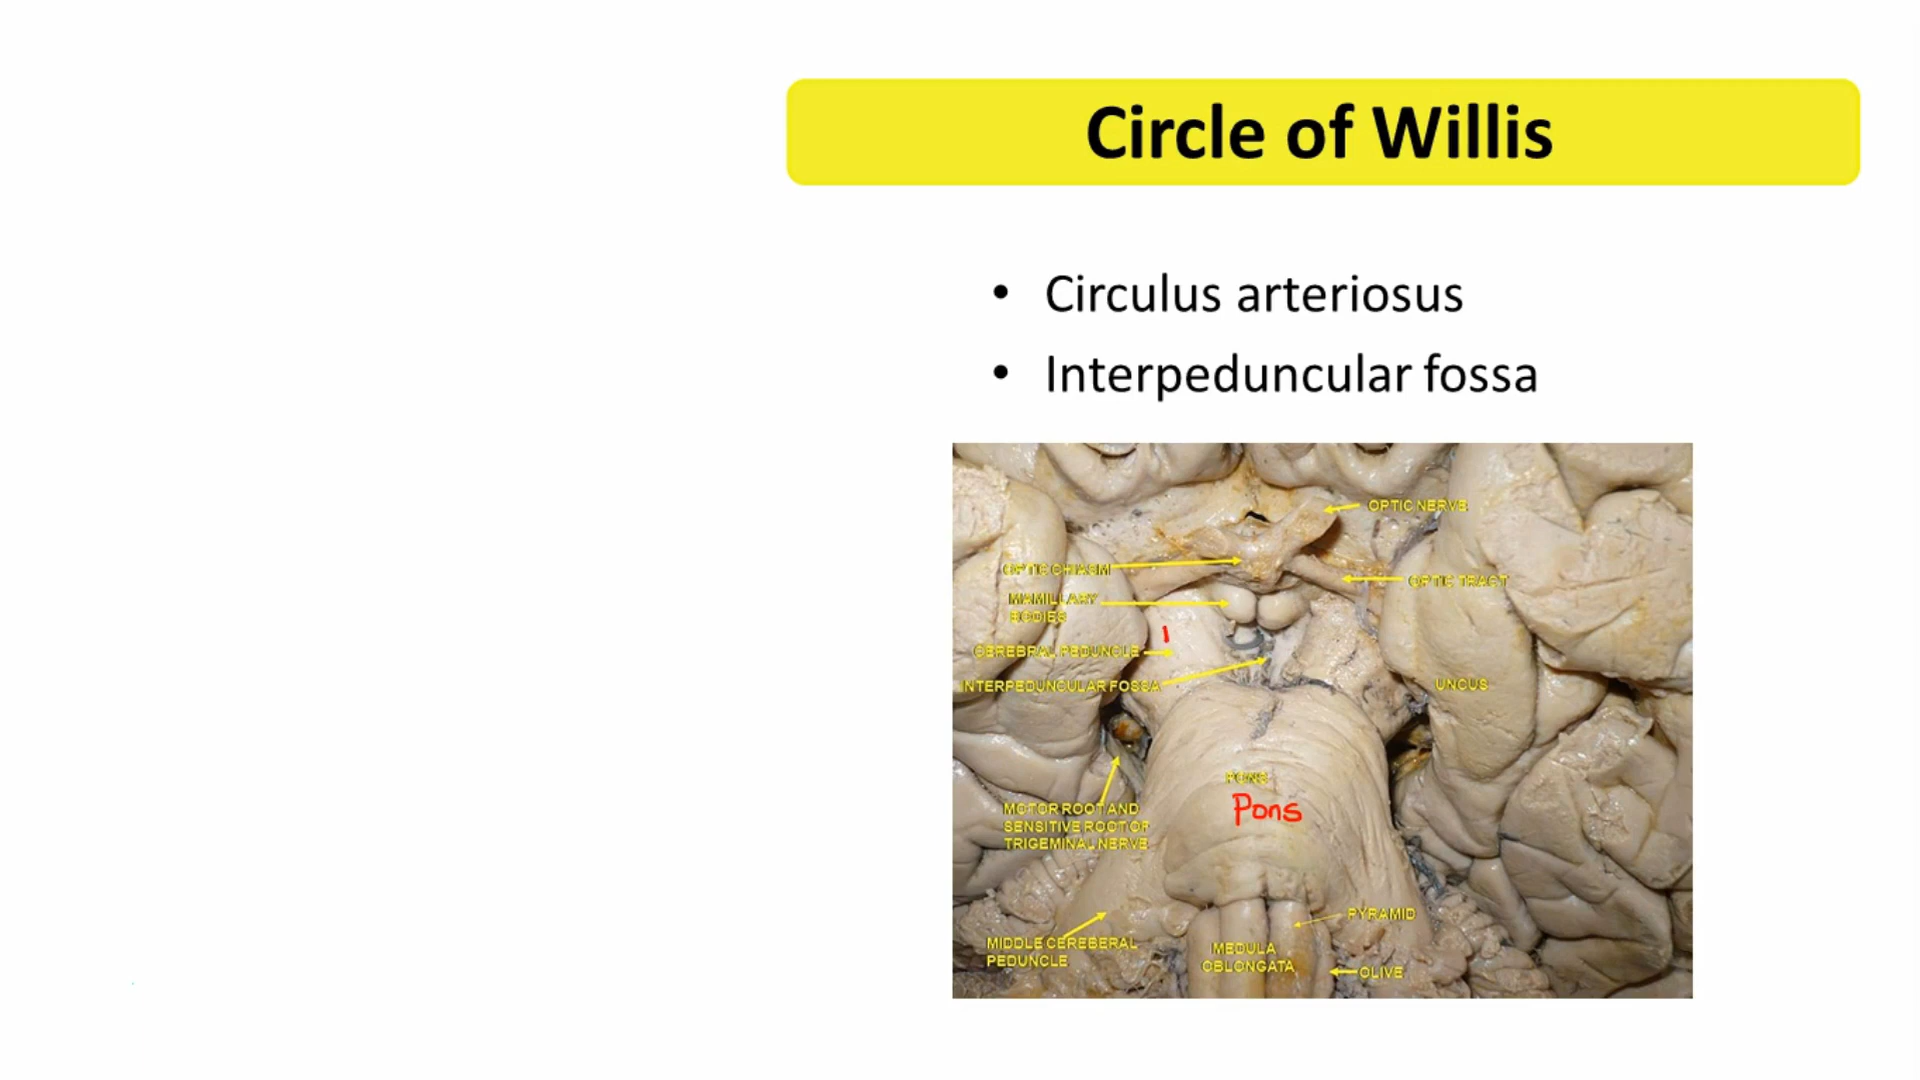 Circle of Willis
• Circulus arteriosus
• Interpeduncular fossa
OPTIC NERVE
OPTIC CHIASM
OPTIC TRACT
MAMILLARY
BODIES
I
CEREBRAL PEDUNCLE
INTERPEDUNCULAR FOSSA
UNCUS
PONS
Pons
MOTOR ROOT AND
SENSITIVE ROOT OF
TRIGEMINAL NERVE
PYRAMID
MIDDLE CEREBERAL
PEDUNCLE
MEDULA
OBLONGATA
OLIVE